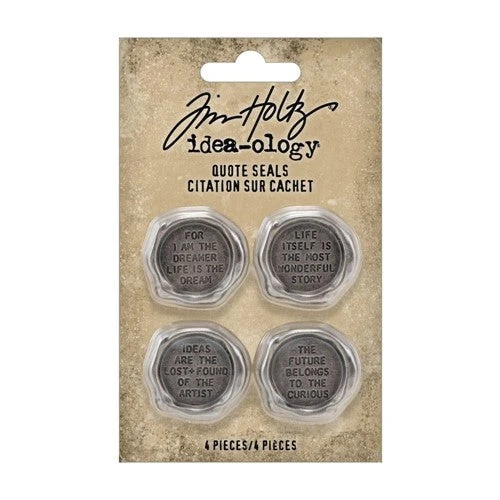 Tim Holtz
idea-ology
QUOTE SEALS
CITATION SUR CACHET
FOR
I AM THE
DREAMER
LIFE IS THE
DREAM
LIFE
ITSELF IS
THE MOST
WONDERFUL
STORY
IDEAS
ARE THE
LOST+FOUND
OF THE
ARTIST
THE
FUTURE
BELONGS
TO THE
CURIOUS
4 PIECES/4 PIÈCES